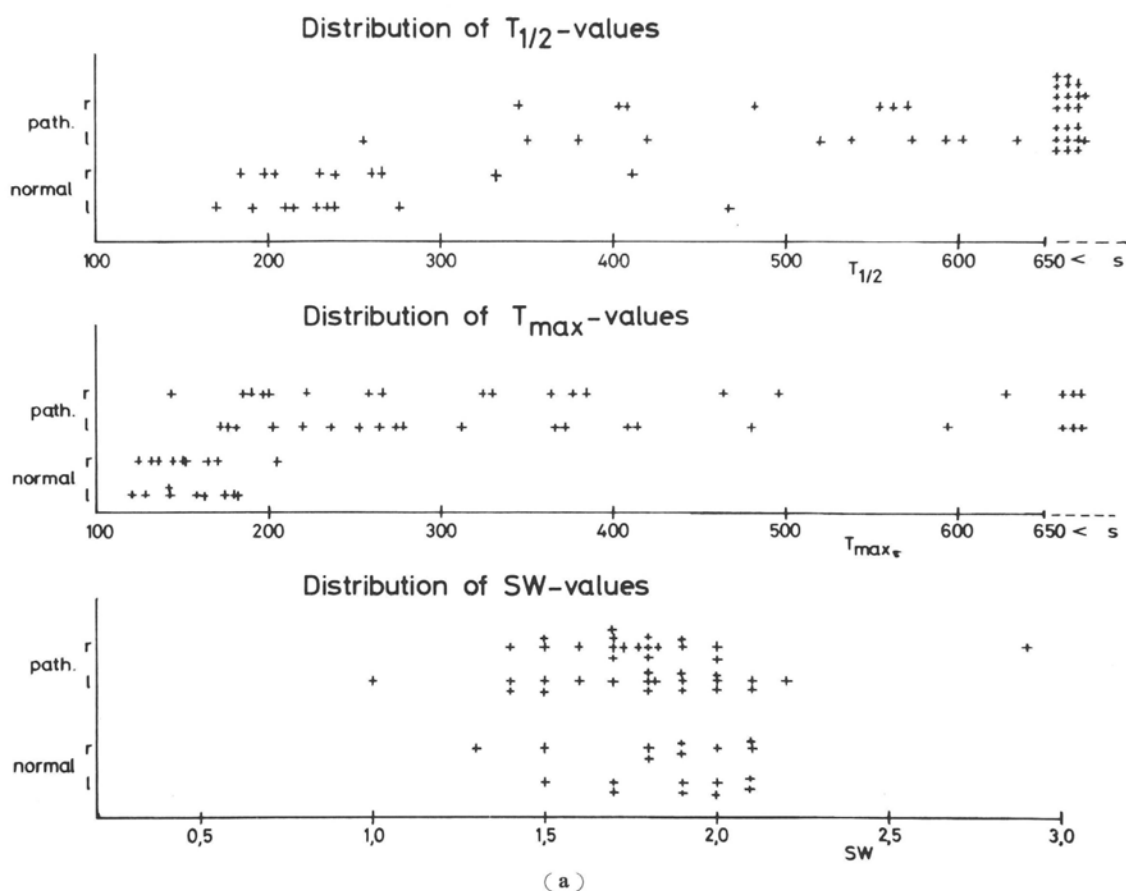 Distribution of T1/2-values
r
path.
l
r
normal
l
100 200 300 400 500 600 650 < s
T1/2
Distribution of Tmax-values
r
path.
l
r
normal
l
100 200 300 400 500 600 650 < s
Tmax
Distribution of SW-values
r
path.
l
r
normal
l
0,5 1,0 1,5 2,0 2,5 3,0
SW
(a)